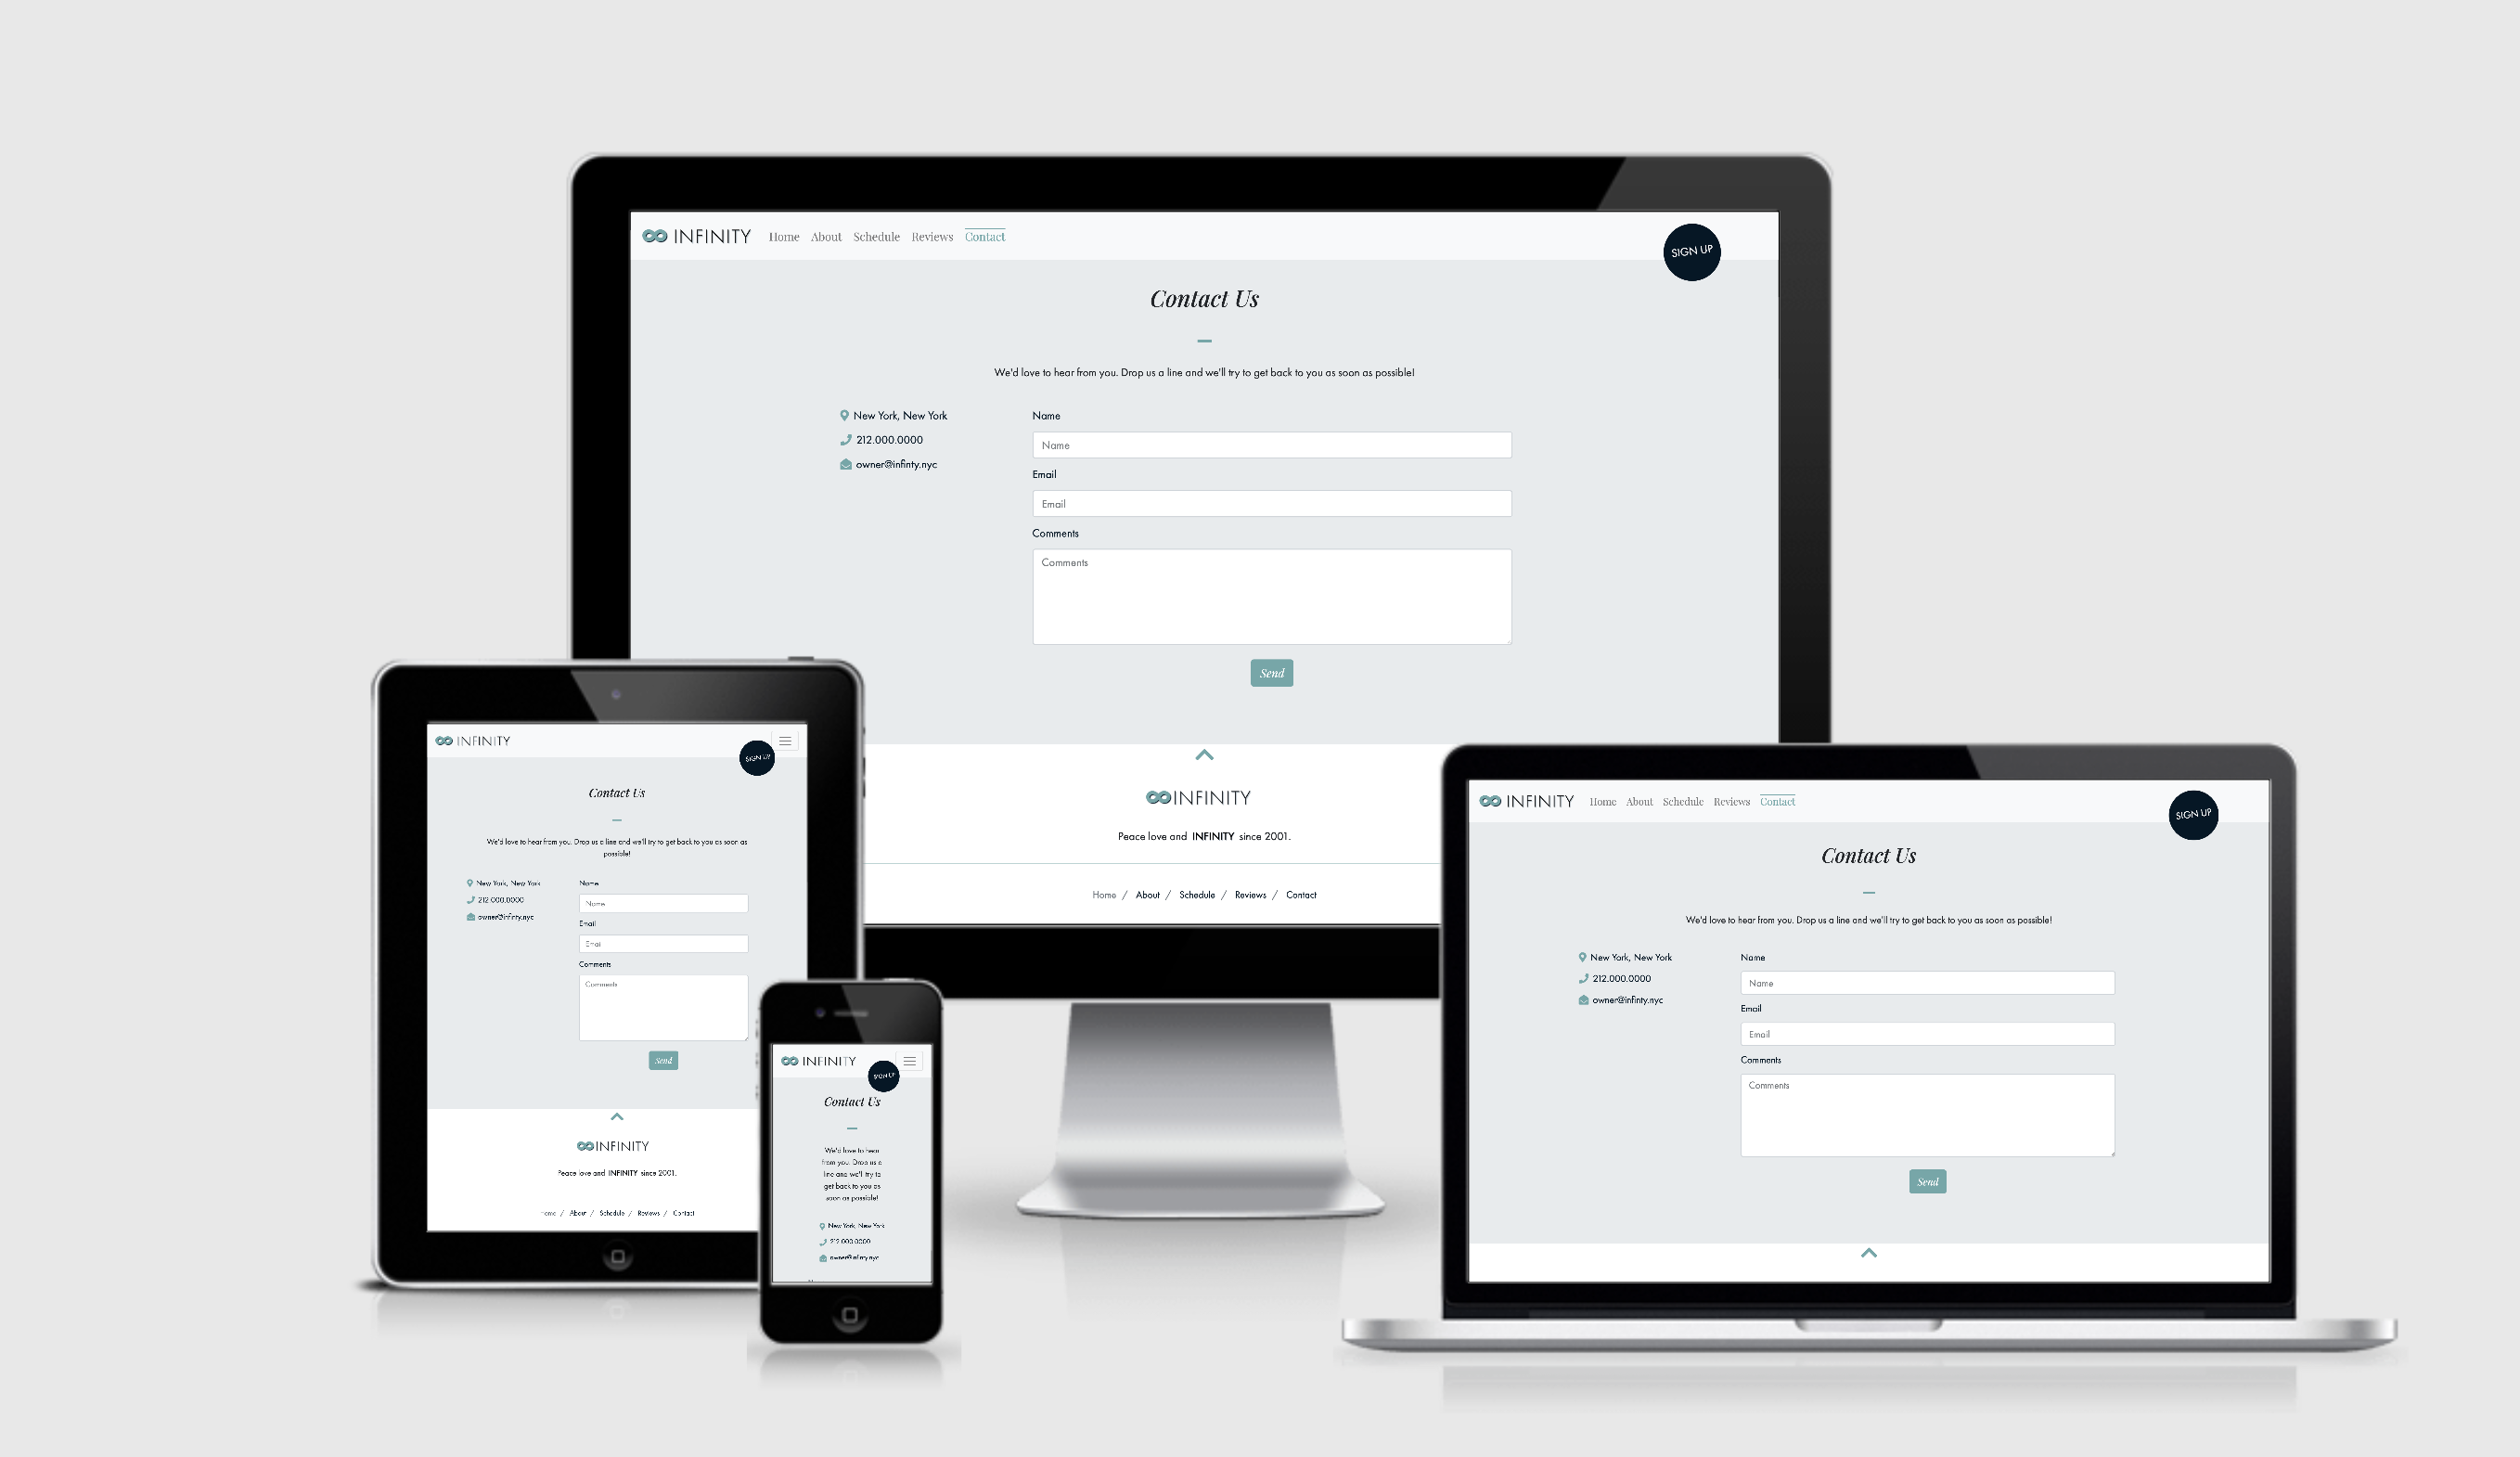 INFINITY Home About Schedule Reviews Contact
SIGN UP
Contact Us
We'd love to hear from you. Drop us a line and we'll try to get back to you as soon as possible!
New York, New York
212.000.0000
owner@infinty.nyc
Name
Name
Email
Email
Comments
Comments
Send
INFINITY
Peace love and INFINITY since 2001.
Home / About / Schedule / Reviews / Contact
INFINITY
SIGN UP
Contact Us
We'd love to hear from you. Drop us a line and we'll try to get back to you as soon as
possible!
New York, New York
212.000.0000
owner@infinty.nyc
Name
Name
Email
Email
Comments
Comments
Send
INFINITY
Peace love and INFINITY since 2001.
Home / About / Schedule / Reviews / Contact
INFINITY
SIGN UP
Contact Us
We'd love to hear
from you. Drop us a
line and we'll try to
get back to you as
soon as possible!
New York, New York
212.000.0000
owner@infinty.nyc
INFINITY Home About Schedule Reviews Contact
SIGN UP
Contact Us
We'd love to hear from you. Drop us a line and we'll try to get back to you as soon as possible!
New York, New York
212.000.0000
owner@infinty.nyc
Name
Name
Email
Email
Comments
Comments
Send